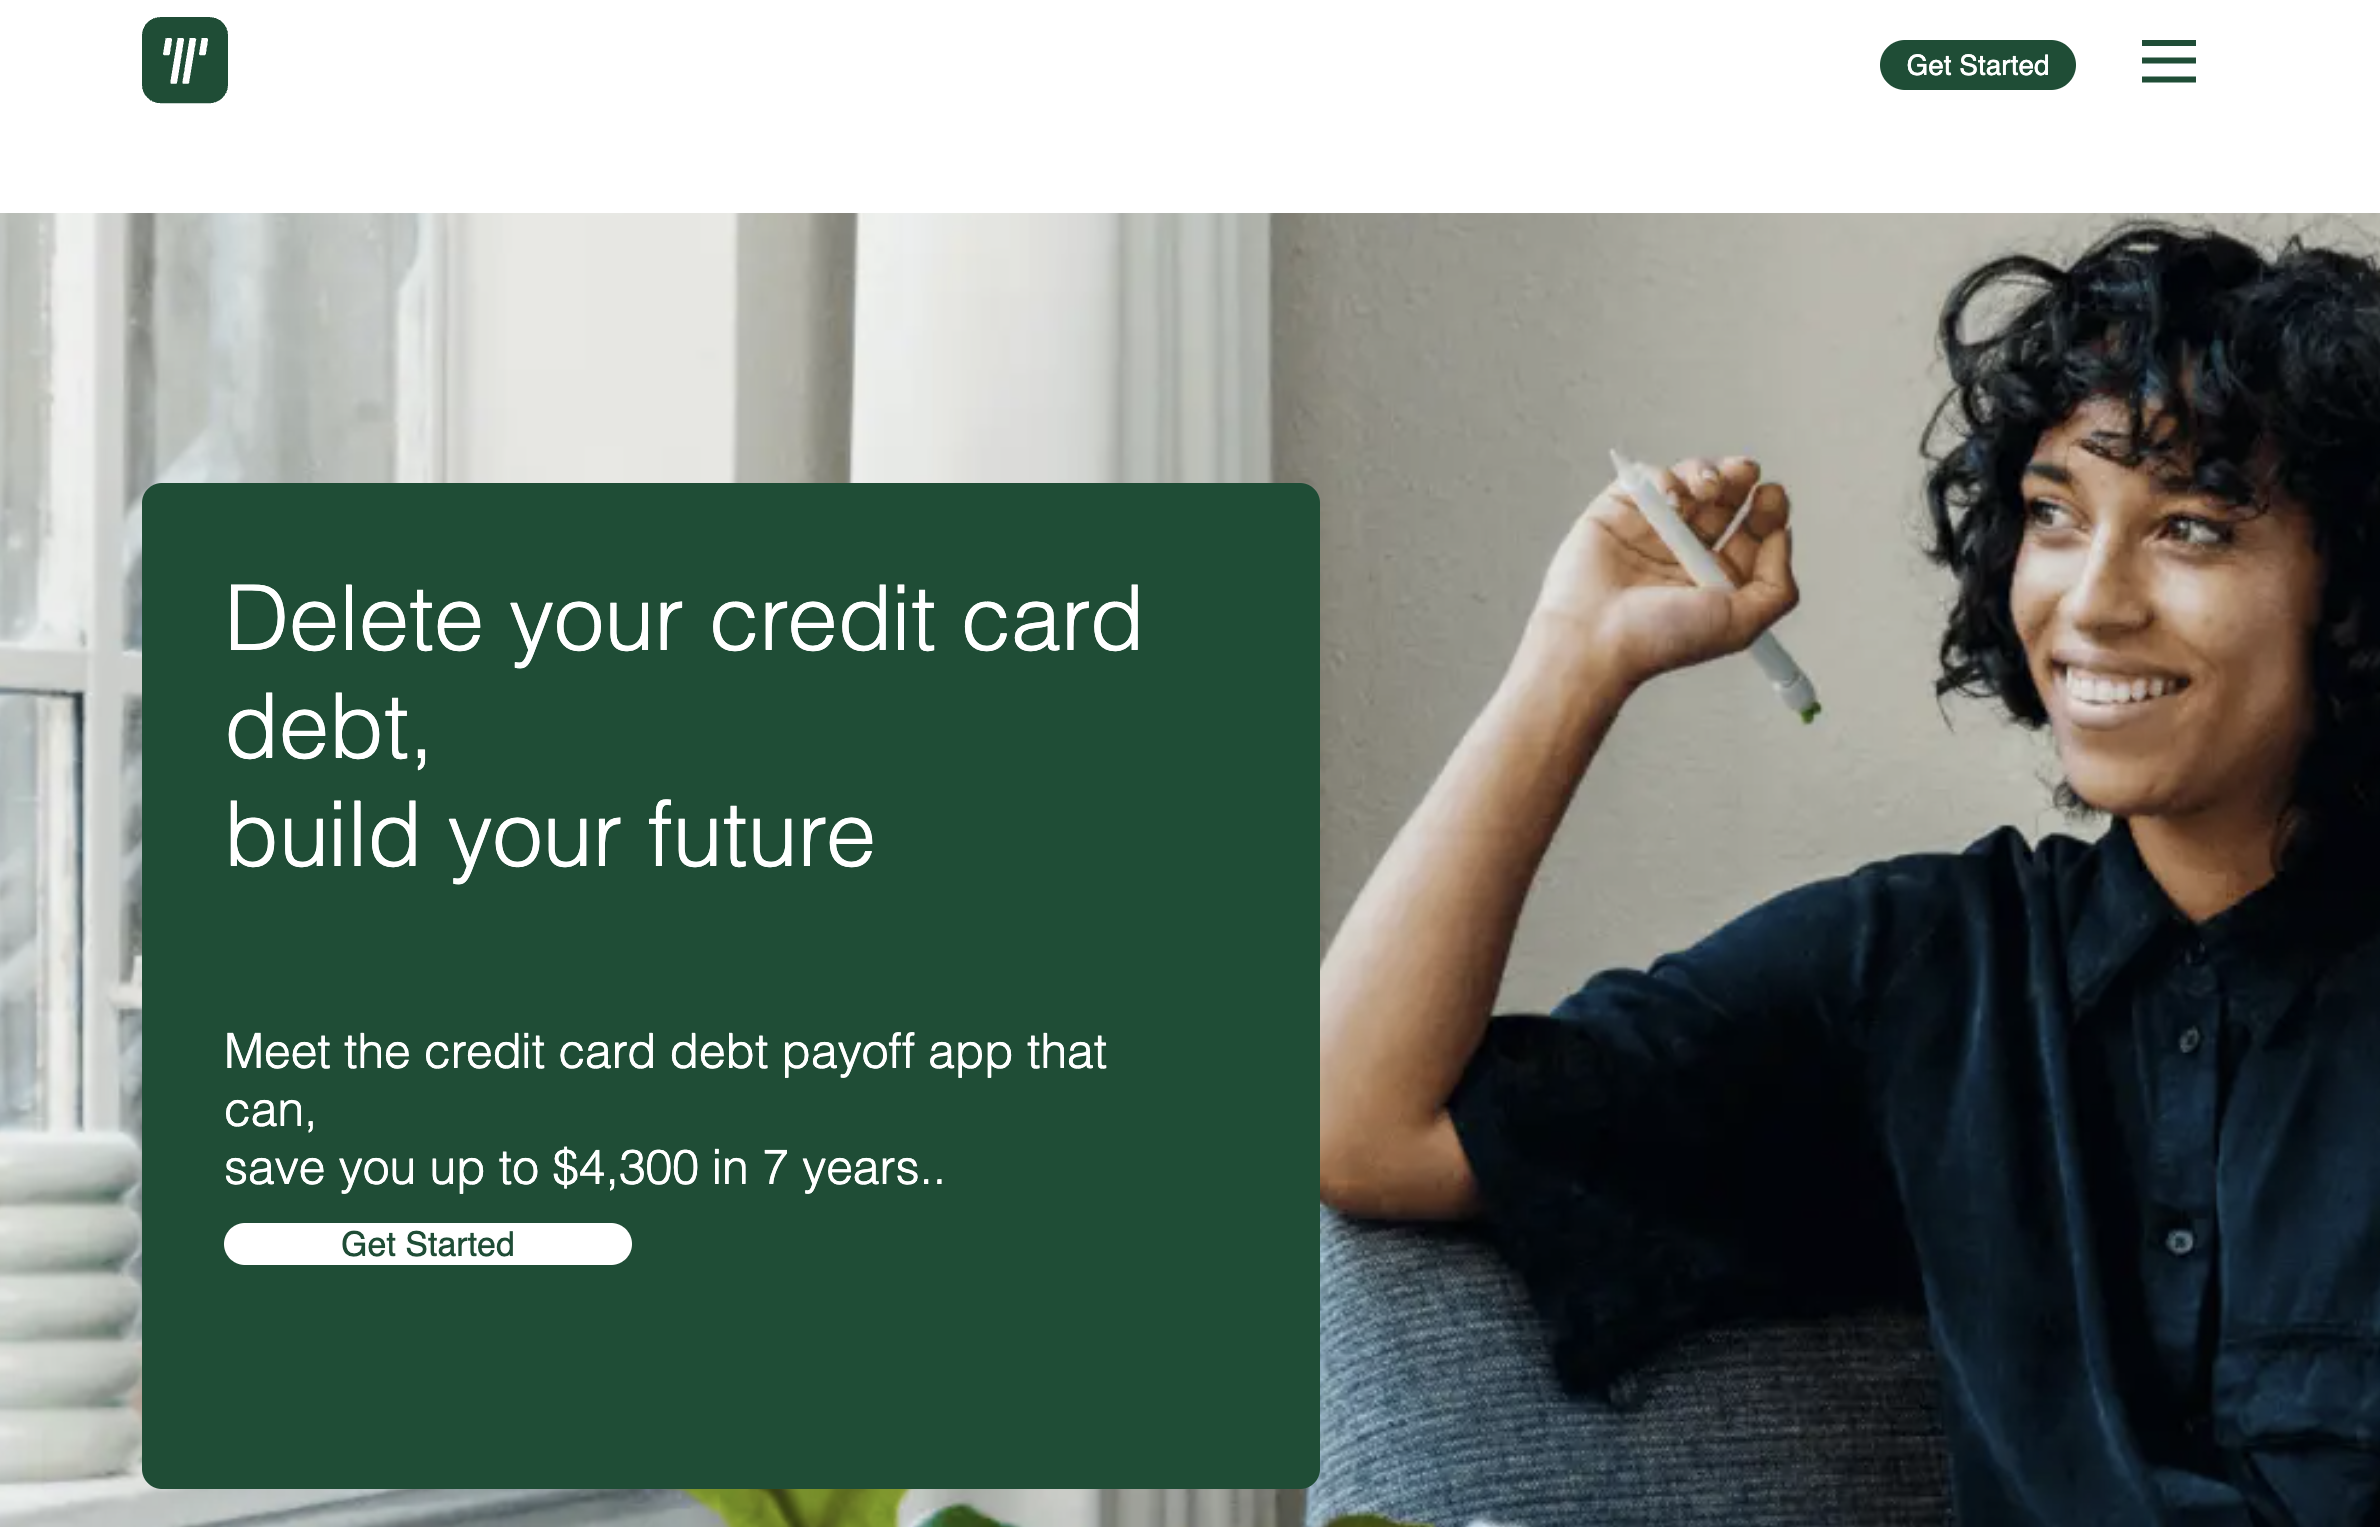 Get Started
Delete your credit card
debt,
build your future
Meet the credit card debt payoff app that
can,
save you up to $4,300 in 7 years..
Get Started